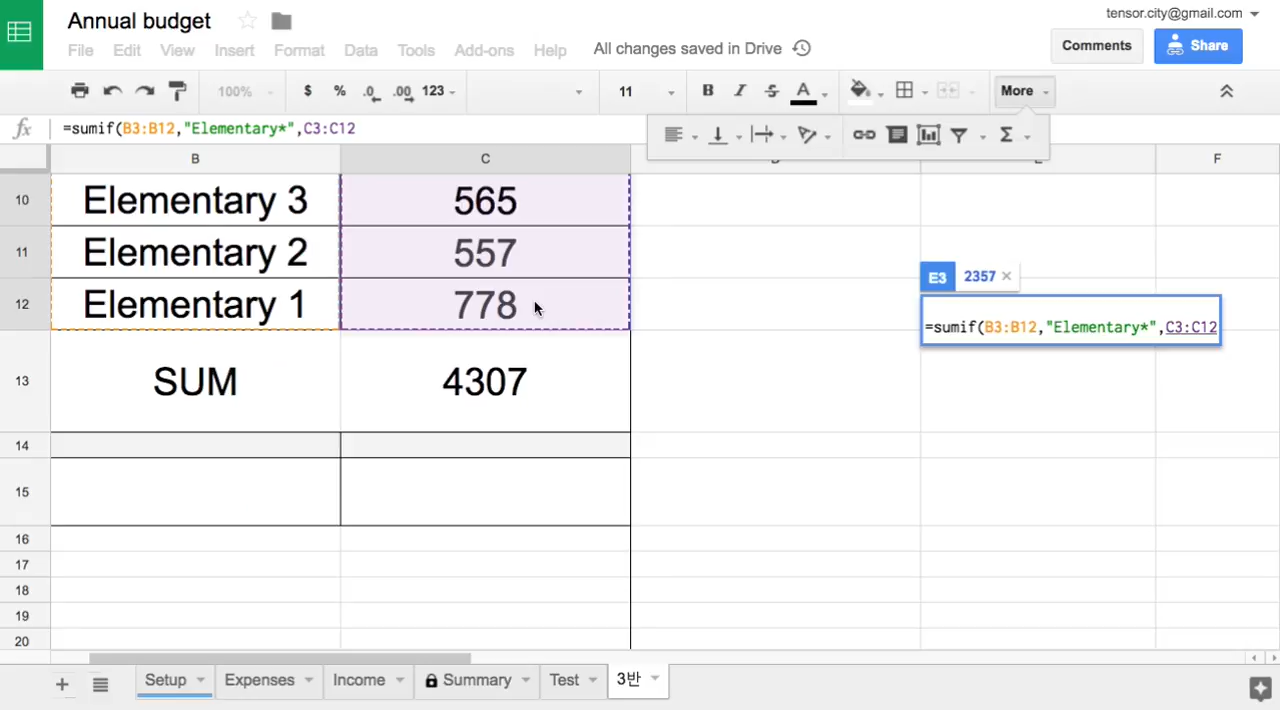 Annual budget
tensor.city@gmail.com
File Edit View Insert Format Data Tools Add-ons Help All changes saved in Drive
Comments Share
100% $ % .0 .00 123 11 B I S A More
fx =sumif(B3:B12,"Elementary*",C3:C12
Σ
B C E F
10 Elementary 3 565
11 Elementary 2 557
E3 2357 ×
12 Elementary 1 778
=sumif(B3:B12,"Elementary*",C3:C12
13 SUM 4307
14
15
16
17
18
19
20
+ Setup Expenses Income Summary Test 3반